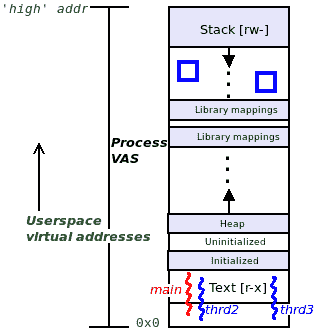 'high' addr
Stack [rw-]
Library mappings
Process
VAS
Library mappings
Userspace
virtual addresses
Heap
Uninitialized
Initialized
main
Text [r-x]
thrd2
thrd3
0x0